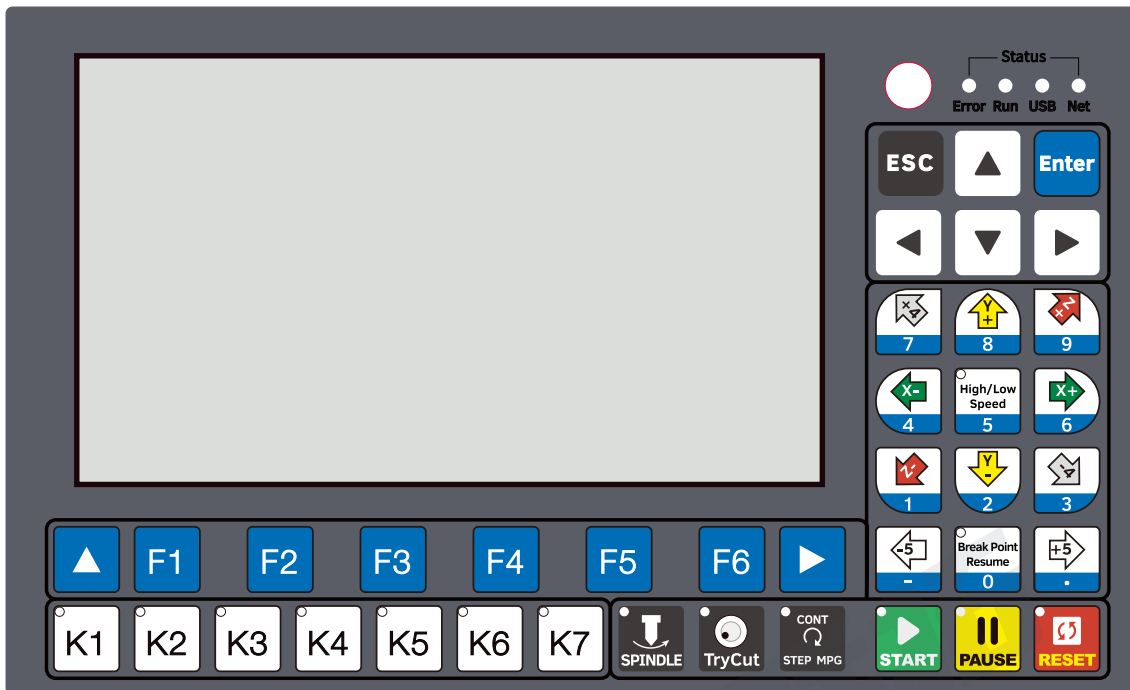 Status
Error Run USB Net
ESC
Enter
+4
7
Y
+
8
Z+
9
X-
4
High/Low
Speed
5
X+
6
Z-
1
Y
-
2
-4
3
-5
-
Break Point
Resume
0
+5
.
F1 F2 F3 F4 F5 F6
K1 K2 K3 K4 K5 K6 K7
SPINDLE
TryCut
CONT
STEP MPG
START
PAUSE
RESET